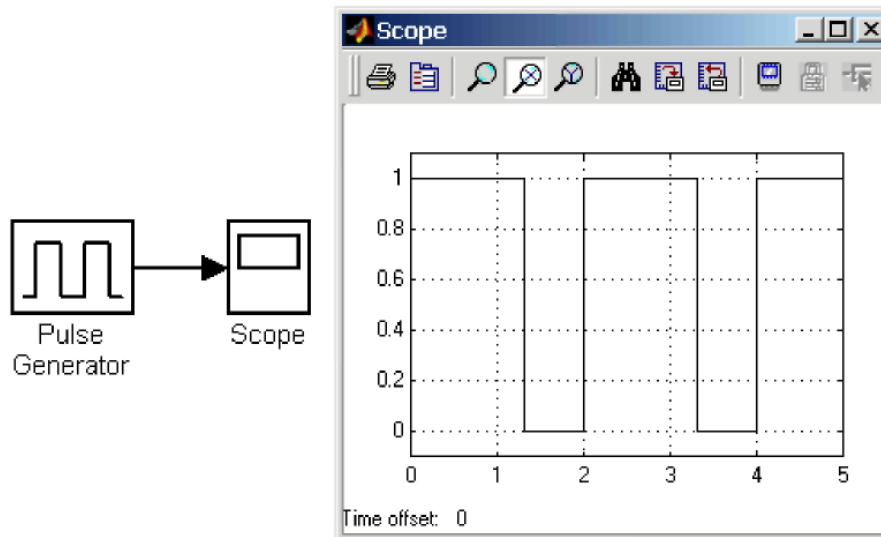 Scope
1
0.8
0.6
0.4
0.2
0
0 1 2 3 4 5
Time offset: 0
Pulse
Generator
Scope